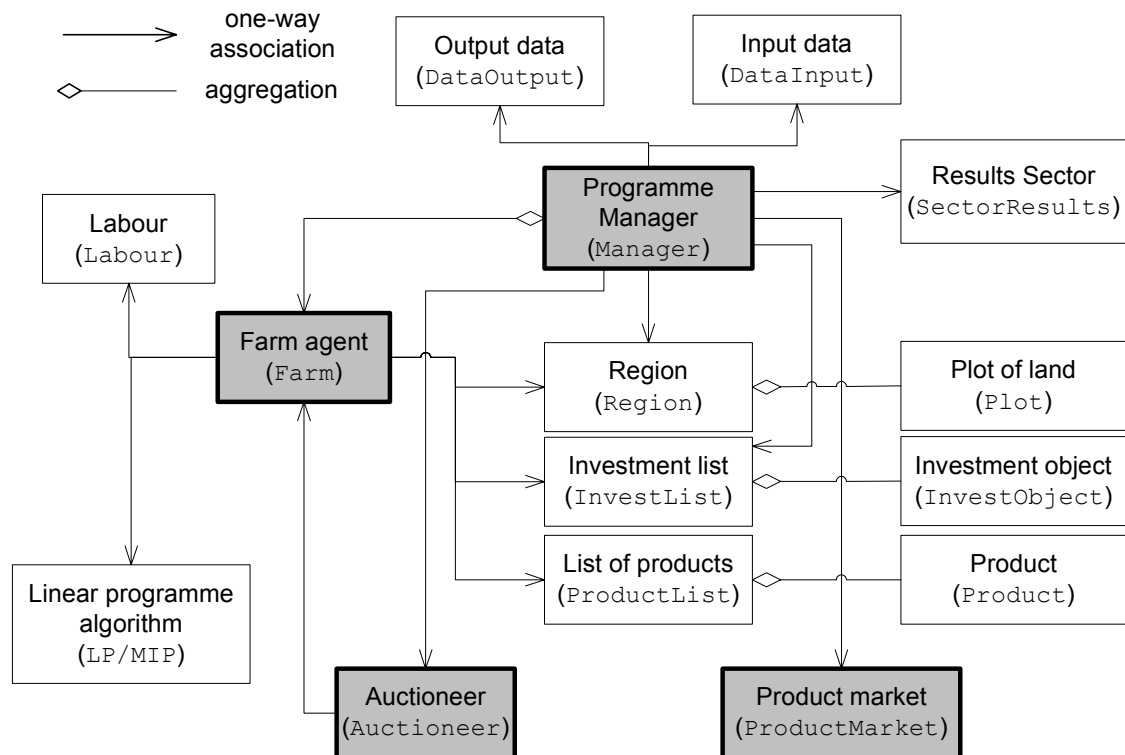 one-way
association
aggregation
Output data
(DataOutput)
Input data
(DataInput)
Programme
Manager
(Manager)
Results Sector
(SectorResults)
Labour
(Labour)
Farm agent
(Farm)
Region
(Region)
Plot of land
(Plot)
Investment list
(InvestList)
Investment object
(InvestObject)
List of products
(ProductList)
Product
(Product)
Linear programme
algorithm
(LP/MIP)
Auctioneer
(Auctioneer)
Product market
(ProductMarket)